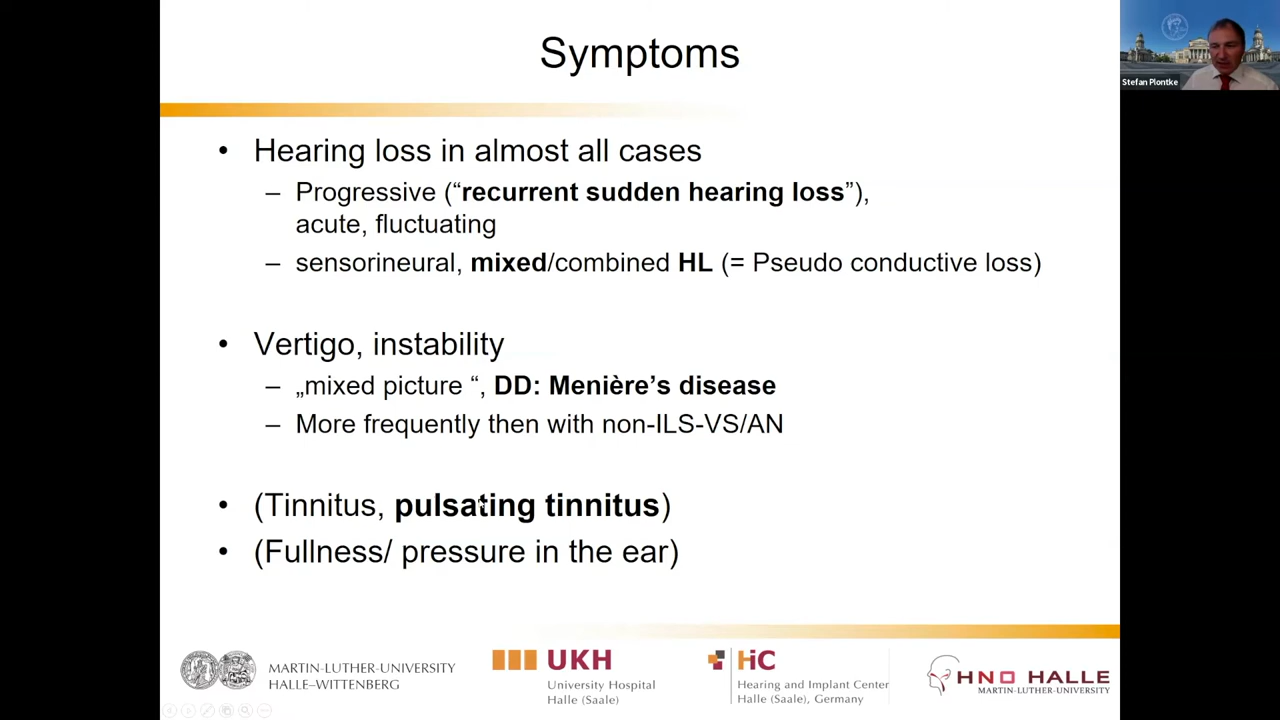 Symptoms
Stefan Plontke
• Hearing loss in almost all cases
– Progressive (“recurrent sudden hearing loss”),
acute, fluctuating
– sensorineural, mixed/combined HL (= Pseudo conductive loss)
• Vertigo, instability
– „mixed picture “, DD: Menière’s disease
– More frequently then with non-ILS-VS/AN
• (Tinnitus, pulsating tinnitus)
• (Fullness/ pressure in the ear)
MARTIN-LUTHER-UNIVERSITY
HALLE–WITTENBERG
UKH
University Hospital
Halle (Saale)
HiC
Hearing and Implant Center
Halle (Saale), Germany
HNO HALLE
MARTIN-LUTHER-UNIVERSITY